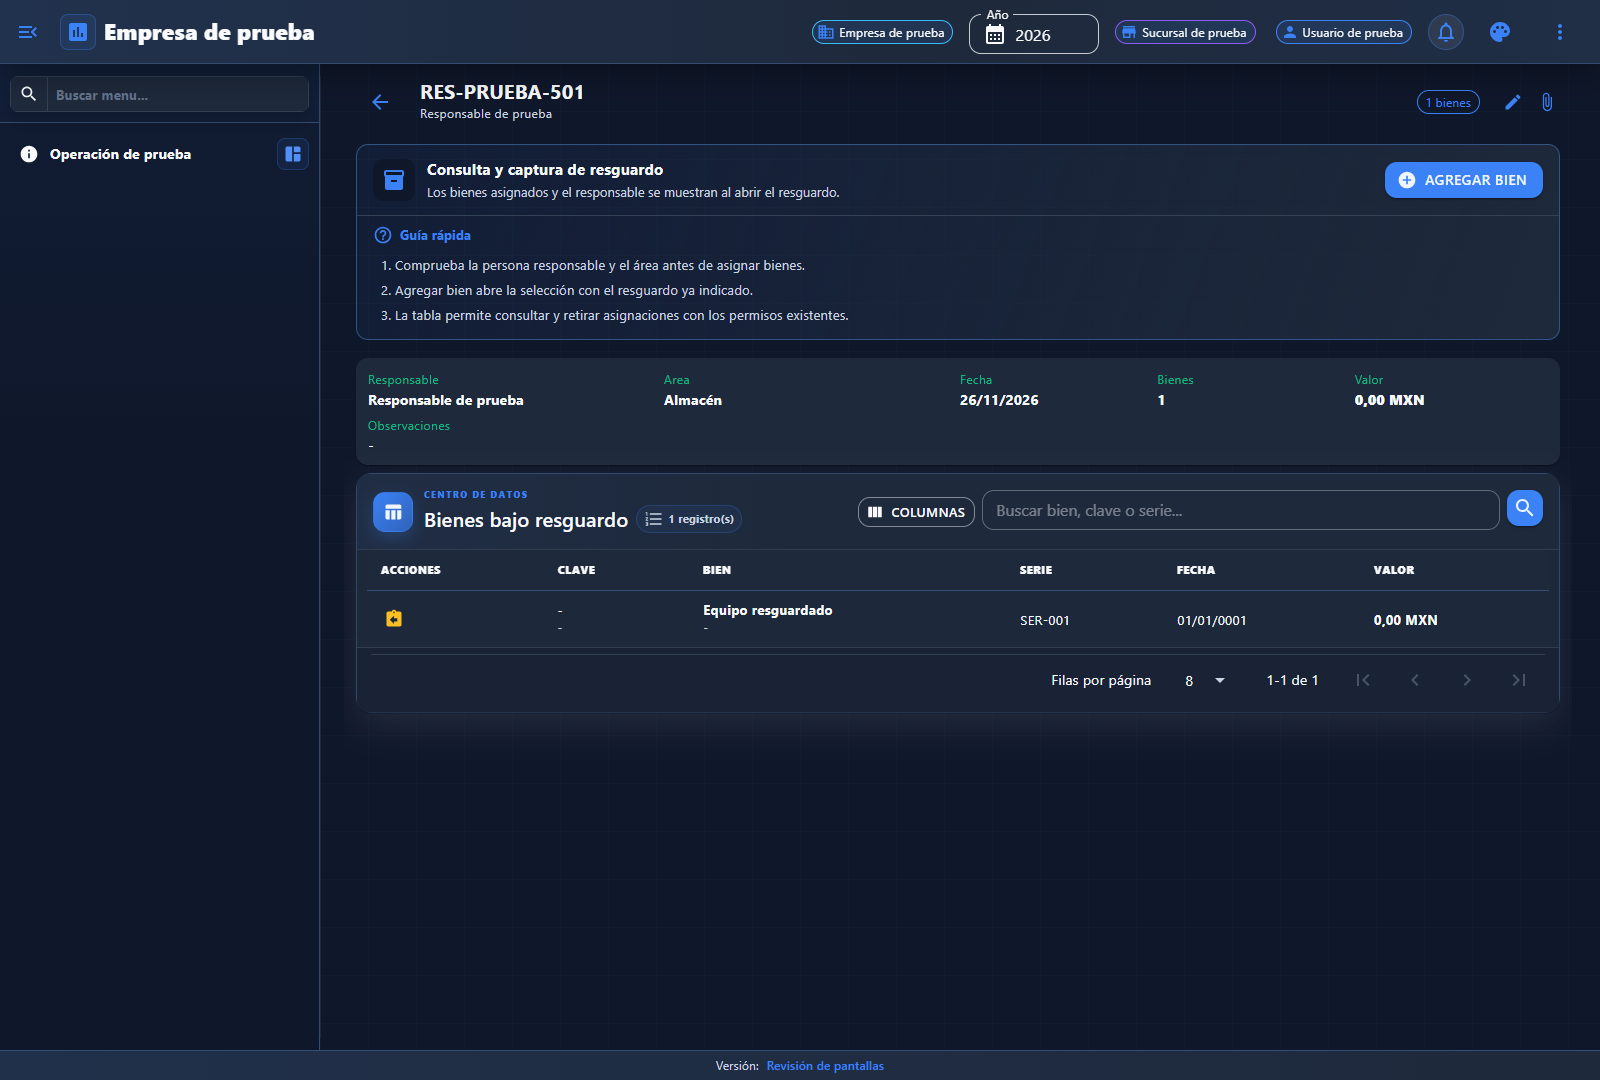 Empresa de prueba
Empresa de prueba
Año
2026
Sucursal de prueba
Usuario de prueba
Buscar menu...
Operación de prueba
RES-PRUEBA-501
Responsable de prueba
1 bienes
Consulta y captura de resguardo
Los bienes asignados y el responsable se muestran al abrir el resguardo.
AGREGAR BIEN
Guía rápida
1. Comprueba la persona responsable y el área antes de asignar bienes.
2. Agregar bien abre la selección con el resguardo ya indicado.
3. La tabla permite consultar y retirar asignaciones con los permisos existentes.
Responsable Area Fecha Bienes Valor
Responsable de prueba Almacén 26/11/2026 1 0,00 MXN
Observaciones
-
CENTRO DE DATOS
Bienes bajo resguardo
1 registro(s)
COLUMNAS
Buscar bien, clave o serie...
ACCIONES CLAVE BIEN SERIE FECHA VALOR
- Equipo resguardado SER-001 01/01/0001 0,00 MXN
- -
Filas por página 8 1-1 de 1
Versión: Revisión de pantallas